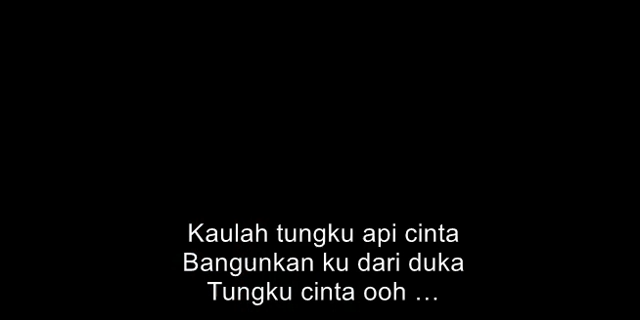 Kaulah tungku api cinta
Bangunkan ku dari duka
Tungku cinta ooh …